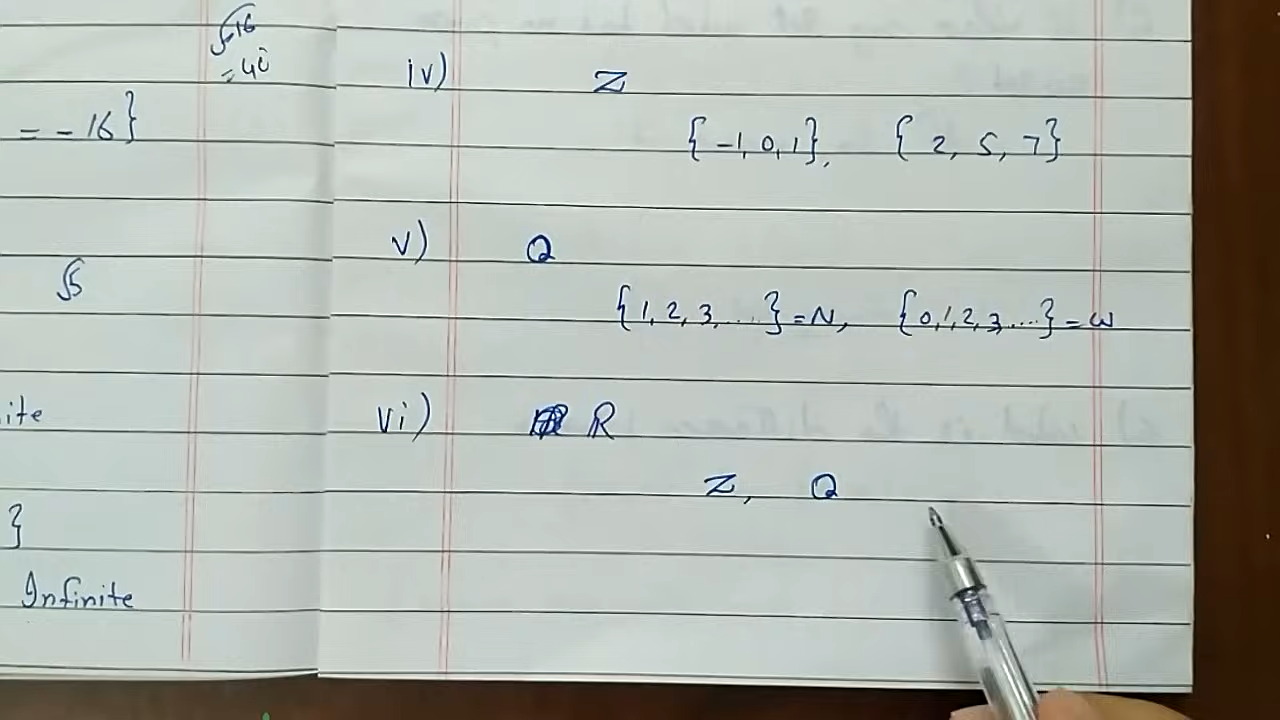 √-16
= 4i
= -16}
√5
ite
}
Infinite
iv) Z
{-1, 0, 1}, {2, 5, 7}
v) Q
{1, 2, 3, ....} = N, {0, 1, 2, 3, ...} = W
vi) R
Z, Q